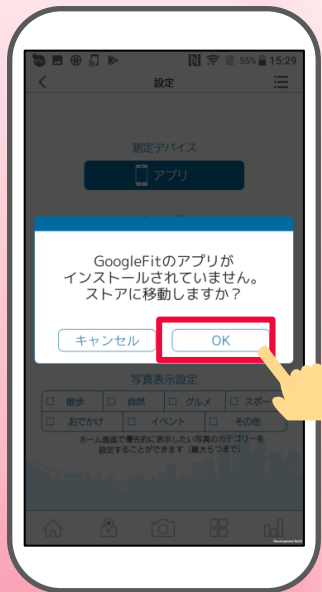 55% 15:29
設定
測定デバイス
アプリ
GoogleFitのアプリが
インストールされていません。
ストアに移動しますか？
キャンセル OK
写真表示設定
散歩 自然 グルメ スポー
おでかけ イベント その他
ホーム画面で優先的に表示したい写真のカテゴリーを
設定することができます（最大5つまで）